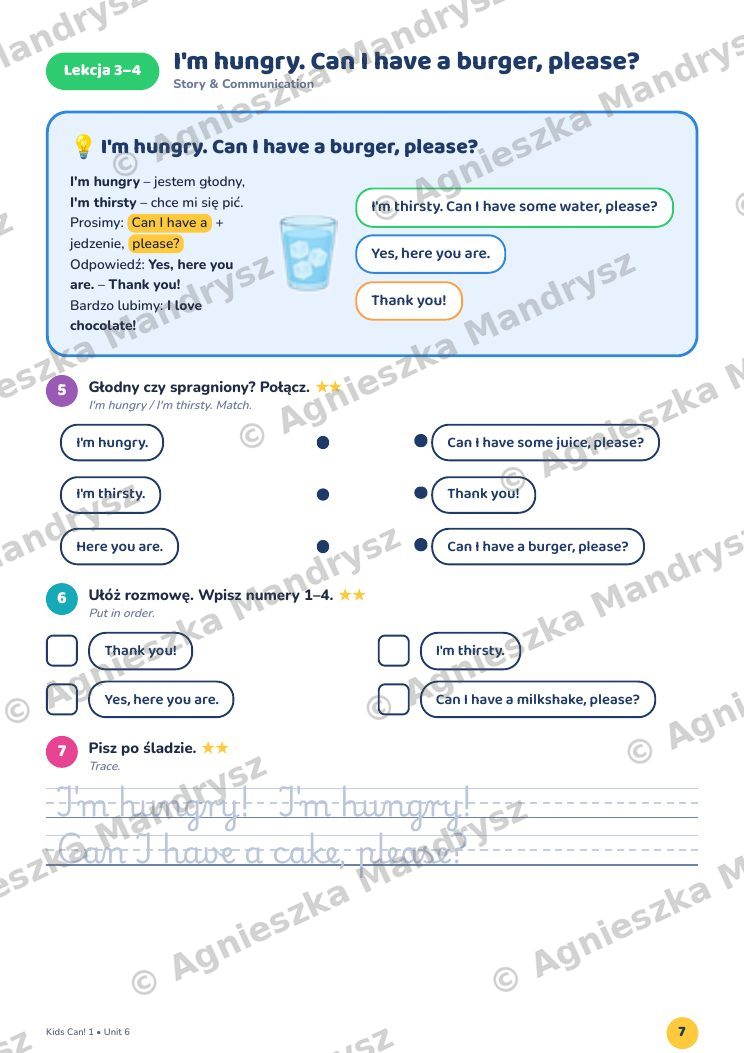 Lekcja 3–4
I'm hungry. Can I have a burger, please?
Story & Communication
💡 I'm hungry. Can I have a burger, please?
I'm hungry – jestem głodny,
I'm thirsty – chce mi się pić.
Prosimy: Can I have a +
jedzenie, please?
Odpowiedź: Yes, here you
are. – Thank you!
Bardzo lubimy: I love
chocolate!
I'm thirsty. Can I have some water, please?
Yes, here you are.
Thank you!
5 Głodny czy spragniony? Połącz. ⭐⭐
I'm hungry / I'm thirsty. Match.
I'm hungry.
Can I have some juice, please?
I'm thirsty.
Thank you!
Here you are.
Can I have a burger, please?
6 Ułóż rozmowę. Wpisz numery 1–4. ⭐⭐
Put in order.
Thank you!
I'm thirsty.
Yes, here you are.
Can I have a milkshake, please?
7 Pisz po śladzie. ⭐⭐
Trace.
I'm hungry! I'm hungry!
Can I have a cake, please?
Kids Can! 1 • Unit 6
7
© Agnieszka Mandrysz